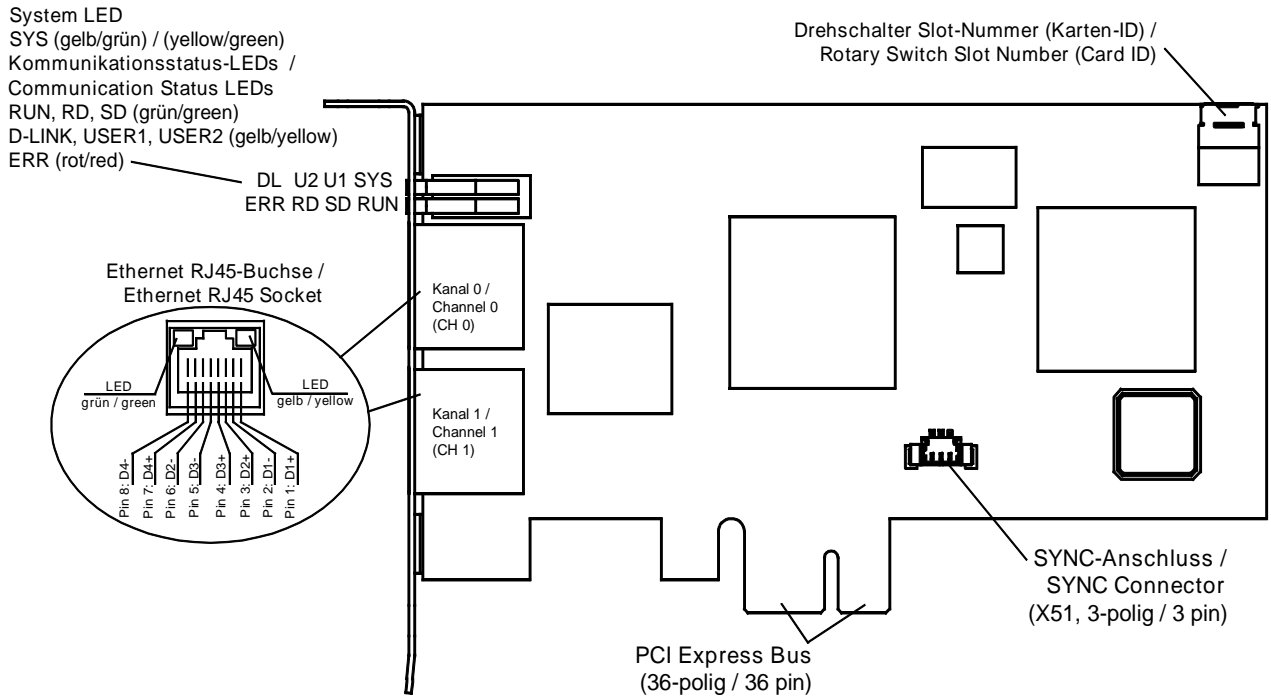 System LED
SYS (gelb/grün) / (yellow/green)
Kommunikationsstatus-LEDs /
Communication Status LEDs
RUN, RD, SD (grün/green)
D-LINK, USER1, USER2 (gelb/yellow)
ERR (rot/red)
DL U2 U1 SYS
ERR RD SD RUN
Drehschalter Slot-Nummer (Karten-ID) /
Rotary Switch Slot Number (Card ID)
Ethernet RJ45-Buchse /
Ethernet RJ45 Socket
LED
grün / green
LED
gelb / yellow
Pin 8: D4-
Pin 7: D4+
Pin 6: D2-
Pin 5: D3-
Pin 4: D3+
Pin 3: D2+
Pin 2: D1-
Pin 1: D1+
Kanal 0 /
Channel 0
(CH 0)
Kanal 1 /
Channel 1
(CH 1)
SYNC-Anschluss /
SYNC Connector
(X51, 3-polig / 3 pin)
PCI Express Bus
(36-polig / 36 pin)